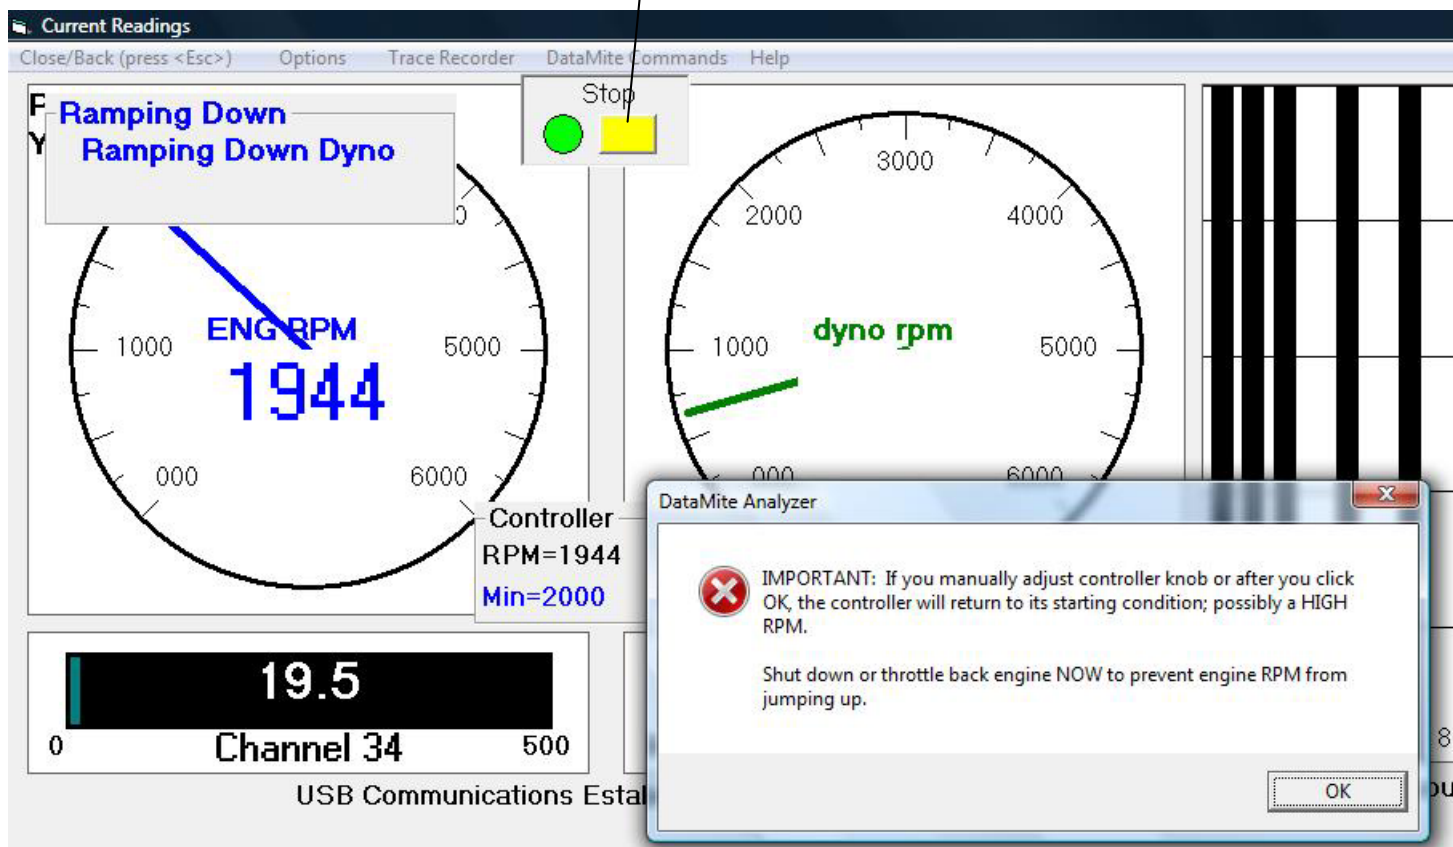 Current Readings
Close/Back (press <Esc>) Options Trace Recorder DataMite Commands Help
Ramping Down
Ramping Down Dyno
Stop
1000
5000
000
6000
ENG RPM
1944
3000
2000
4000
1000
5000
000
6000
dyno rpm
Controller
RPM=1944
Min=2000
DataMite Analyzer
IMPORTANT: If you manually adjust controller knob or after you click
OK, the controller will return to its starting condition; possibly a HIGH
RPM.
Shut down or throttle back engine NOW to prevent engine RPM from
jumping up.
OK
19.5
0 Channel 34 500
8
USB Communications